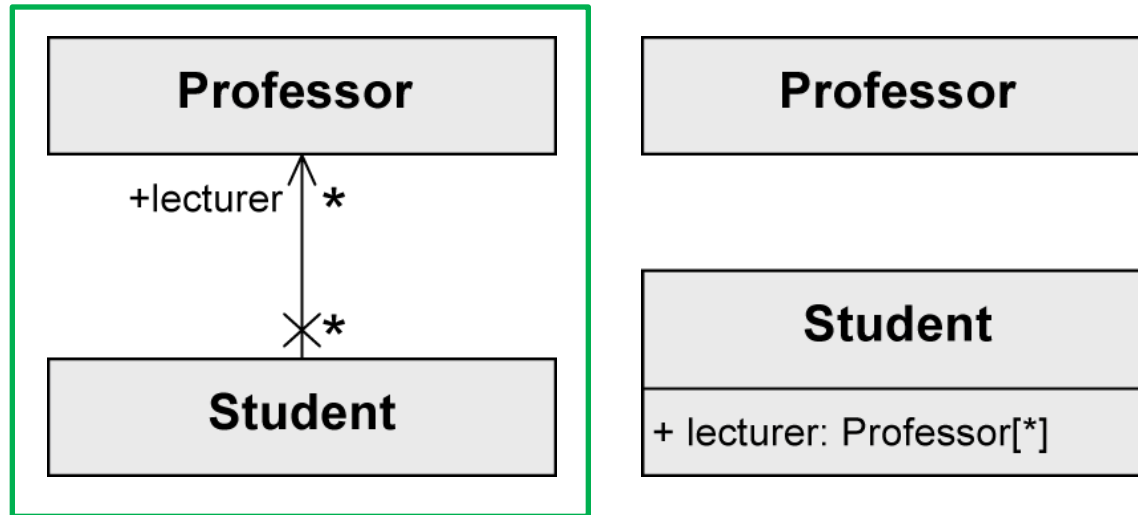 Professor
+lecturer *
*
Student
Professor
Student
+ lecturer: Professor[*]